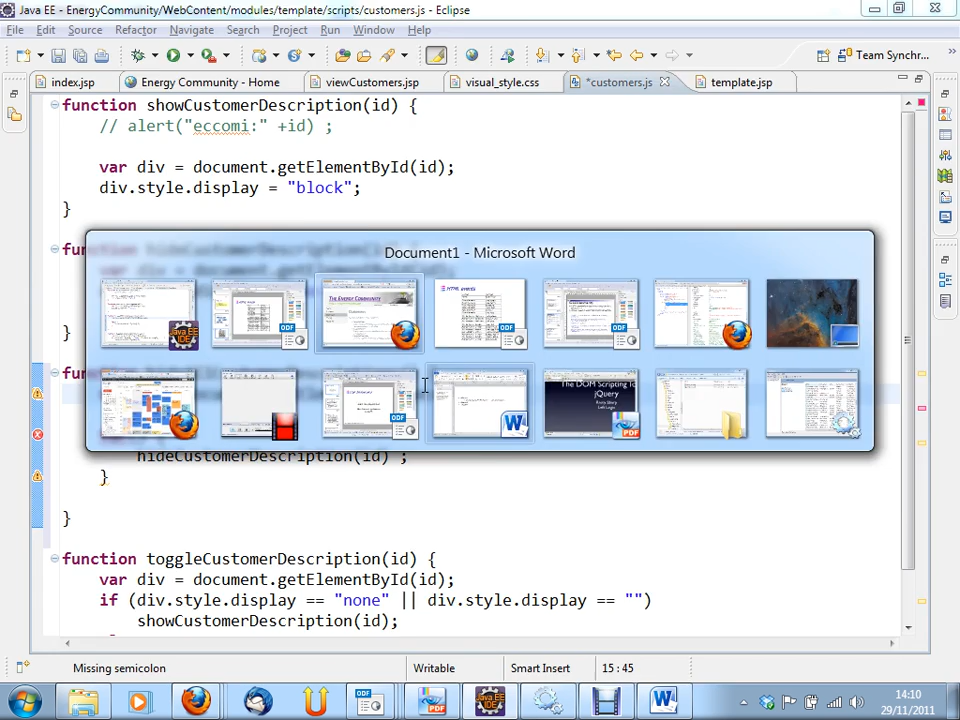 Java EE - EnergyCommunity/WebContent/modules/template/scripts/customers.js - Eclipse
File Edit Source Refactor Navigate Search Project Run Window Help
Team Synchr...
index.jsp Energy Community - Home viewCustomers.jsp visual_style.css *customers.js template.jsp
function showCustomerDescription(id) {
// alert("eccomi:" +id) ;
var div = document.getElementById(id);
div.style.display = "block";
}
Document1 - Microsoft Word
hideCustomerDescription(id) ;
}
}
function toggleCustomerDescription(id) {
var div = document.getElementById(id);
if (div.style.display == "none" || div.style.display == "")
showCustomerDescription(id);
Missing semicolon Writable Smart Insert 15 : 45
14:10
29/11/2011